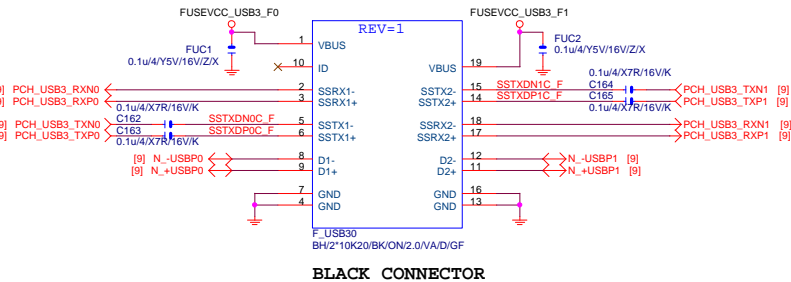 FUSEVCC_USB3_F0
FUSEVCC_USB3_F1
REV=1
FUC1
0.1u/4/Y5V/16V/Z/X
FUC2
0.1u/4/Y5V/16V/Z/X
1 VBUS
10 ID
VBUS 19
9] PCH_USB3_RXN0 2 SSRX1-
9] PCH_USB3_RXP0 3 SSRX1+
0.1u/4/X7R/16V/K
SSTX2- 15 SSTXDN1C_F C164 PCH_USB3_TXN1 [9]
SSTX2+ 14 SSTXDP1C_F C165 PCH_USB3_TXP1 [9]
0.1u/4/X7R/16V/K
0.1u/4/X7R/16V/K
9] PCH_USB3_TXN0 C162 SSTXDN0C_F 5 SSTX1-
9] PCH_USB3_TXP0 C163 SSTXDP0C_F 6 SSTX1+
0.1u/4/X7R/16V/K
SSRX2- 18 PCH_USB3_RXN1 [9]
SSRX2+ 17 PCH_USB3_RXP1 [9]
[9] N_-USBP0 8 D1-
[9] N_+USBP0 9 D1+
D2- 12 N_-USBP1 [9]
D2+ 11 N_+USBP1 [9]
7 GND
4 GND
GND 16
GND 13
F_USB30
BH/2*10K20/BK/ON/2.0/VA/D/GF
BLACK CONNECTOR